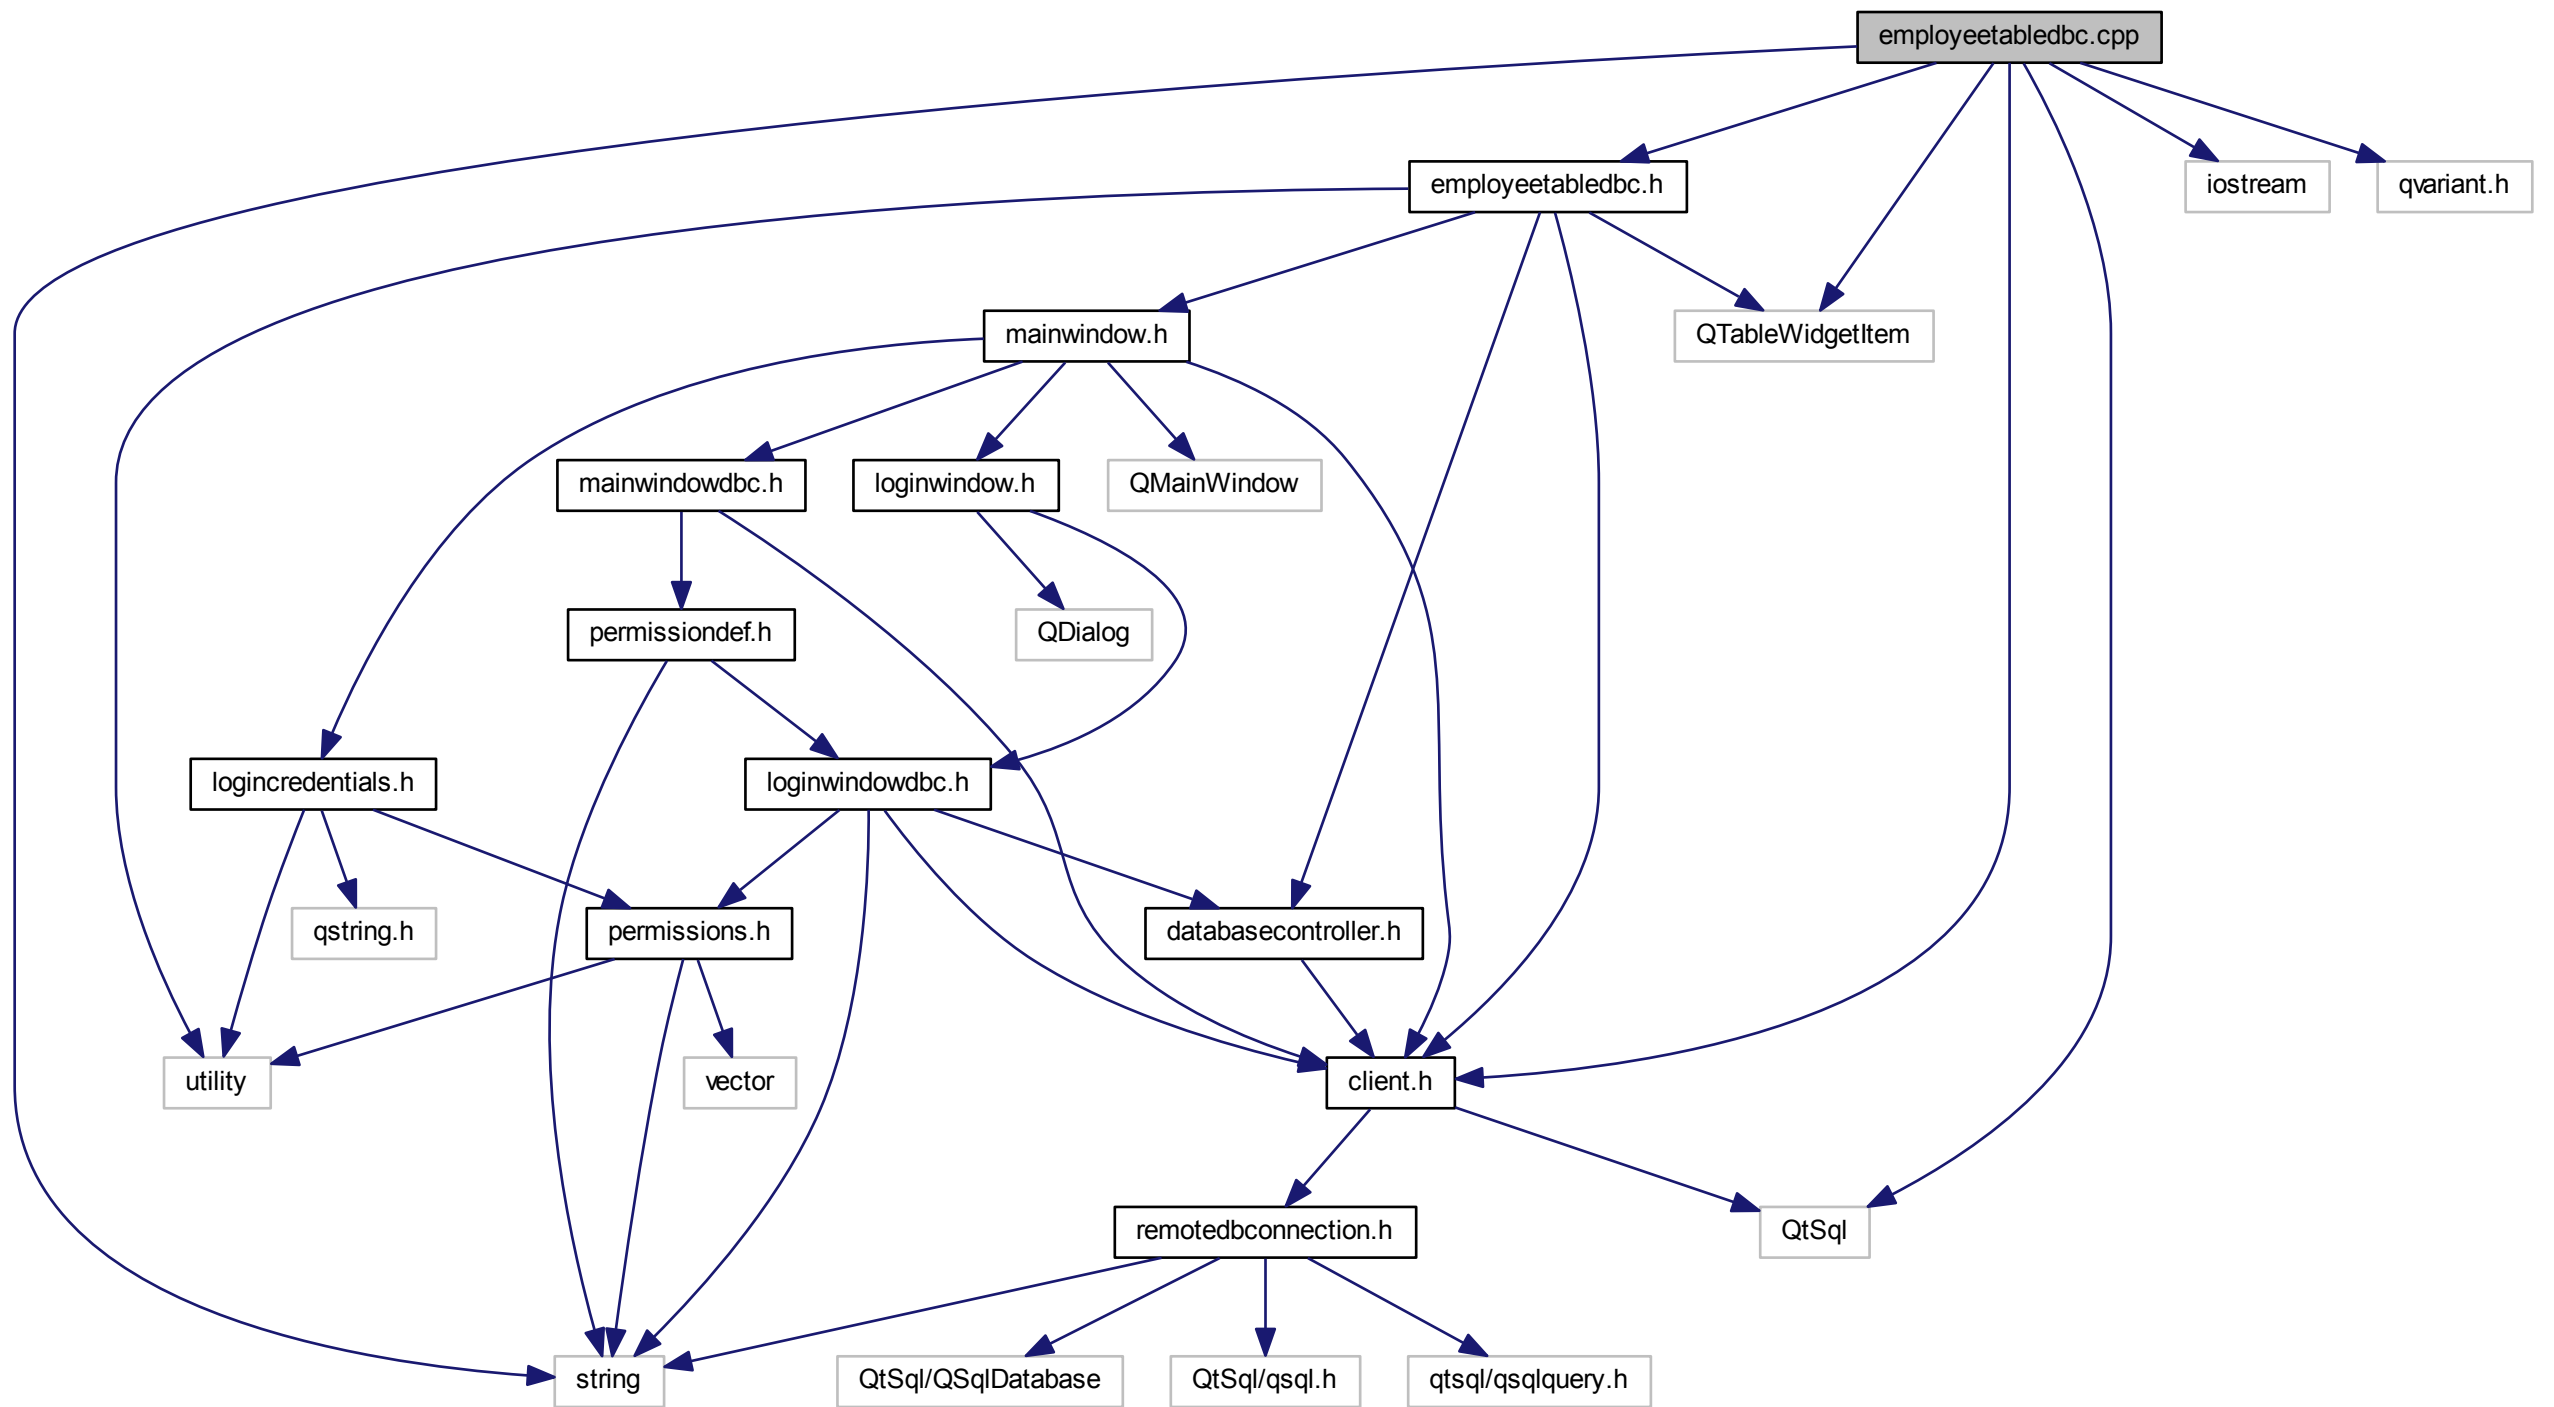 employeetabledbc.cpp
employeetabledbc.h
iostream
qvariant.h
mainwindow.h
QTableWidgetItem
mainwindowdbc.h
loginwindow.h
QMainWindow
permissiondef.h
QDialog
logincredentials.h
loginwindowdbc.h
qstring.h
permissions.h
databasecontroller.h
utility
vector
client.h
remotedbconnection.h
QtSql
string
QtSql/QSqlDatabase
QtSql/qsql.h
qtsql/qsqlquery.h